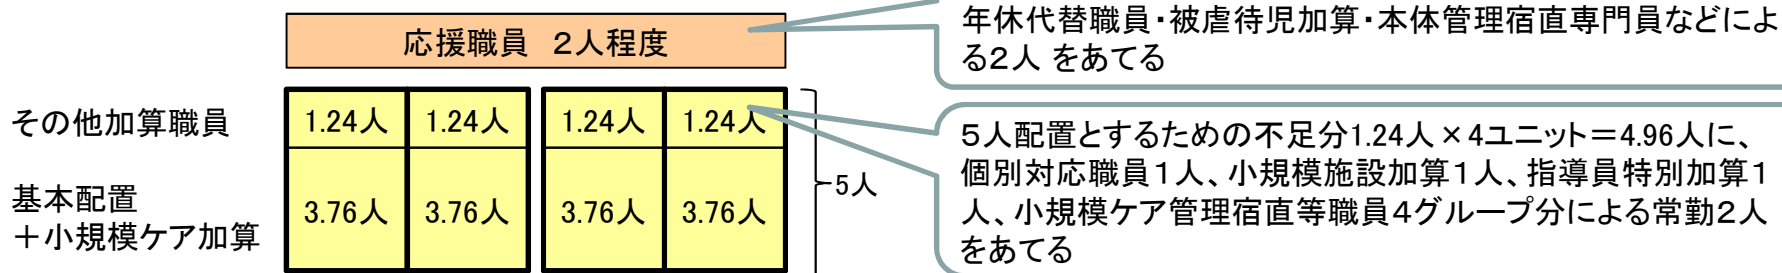 応援職員　２人程度
年休代替職員・被虐待児加算・本体管理宿直専門員などによ
る２人 をあてる
その他加算職員
1.24人 1.24人 1.24人 1.24人
基本配置
＋小規模ケア加算
3.76人 3.76人 3.76人 3.76人
5人
５人配置とするための不足分1.24人×4ユニット＝4.96人に、
個別対応職員１人、小規模施設加算１人、指導員特別加算１
人、小規模ケア管理宿直等職員４グループ分による常勤２人
をあてる